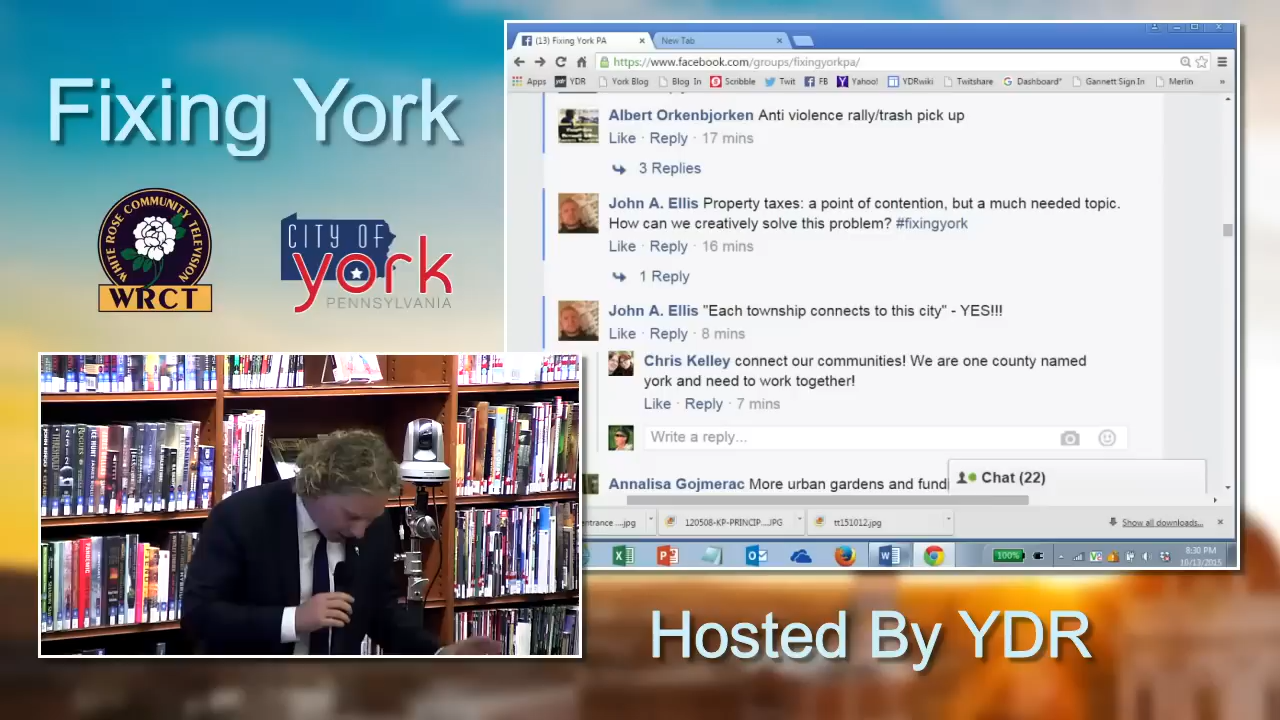 Fixing York
WHITE ROSE COMMUNITY TELEVISION
WRCT
CITY OF
york
PENNSYLVANIA
(13) Fixing York PA
New Tab
https://www.facebook.com/groups/fixingyorkpa/
Apps YDR York Blog Blog In Scribble Twit FB Yahoo! YDRwiki Twitshare Dashboard* Gannett Sign In Merlin »
Albert Orkenbjorken Anti violence rally/trash pick up
Like · Reply · 17 mins
3 Replies
John A. Ellis Property taxes: a point of contention, but a much needed topic.
How can we creatively solve this problem? #fixingyork
Like · Reply · 16 mins
1 Reply
John A. Ellis "Each township connects to this city" - YES!!!
Like · Reply · 8 mins
Chris Kelley connect our communities! We are one county named
york and need to work together!
Like · Reply · 7 mins
Write a reply...
Chat (22)
Annalisa Gojmerac More urban gardens and fund
entrance ....jpg 120508-KP-PRINCIP....JPG tt151012.jpg Show all downloads...
100% 8:30 PM
10/13/2015
Hosted By YDR